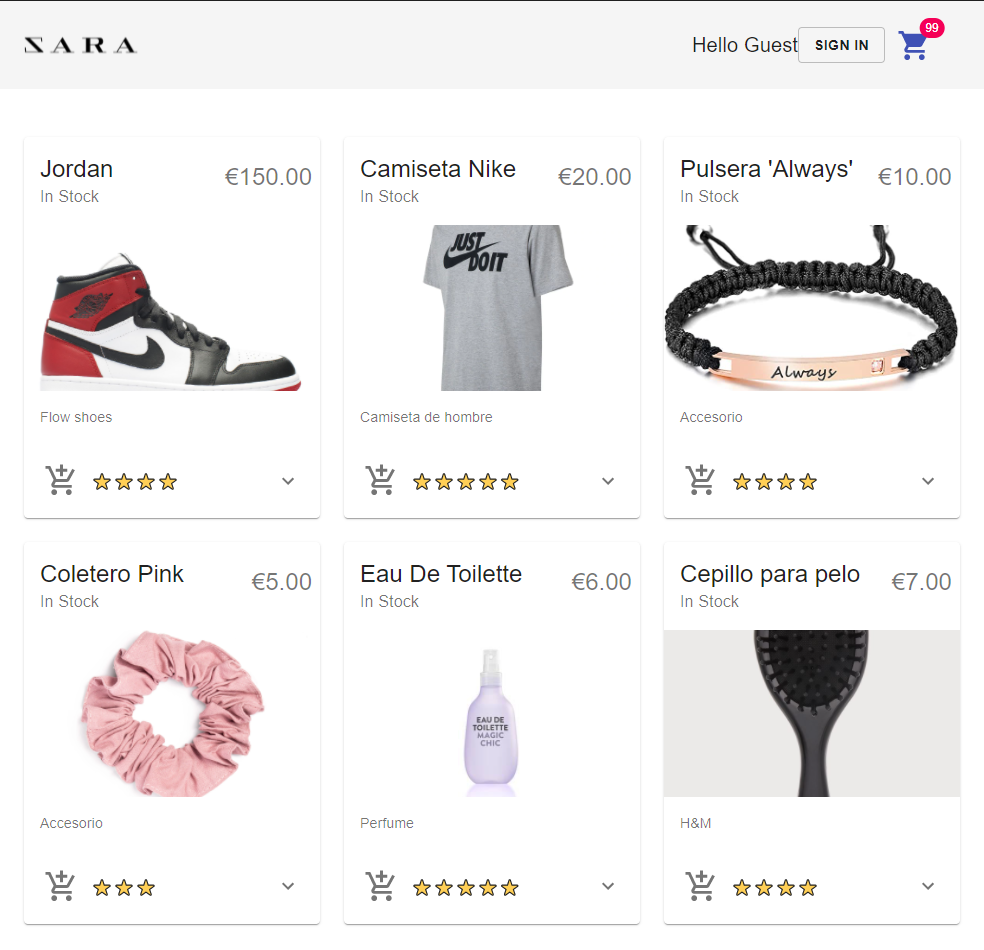 ZARA
Hello Guest
SIGN IN
99
Jordan
€150.00
In Stock
Flow shoes
Camiseta Nike
€20.00
In Stock
JUST
DO IT
Camiseta de hombre
Pulsera 'Always'
€10.00
In Stock
Always
Accesorio
Coletero Pink
€5.00
In Stock
Accesorio
Eau De Toilette
€6.00
In Stock
EAU DE
TOILETTE
MAGIC
CHIC
Perfume
Cepillo para pelo
€7.00
In Stock
H&M